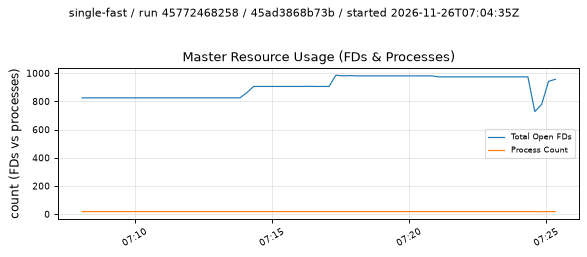 single-fast / run 45772468258 / 45ad3868b73b / started 2026-11-26T07:04:35Z
Master Resource Usage (FDs & Processes)
count (FDs vs processes)
1000
800
600
400
200
0
Total Open FDs
Process Count
07:10
07:15
07:20
07:25